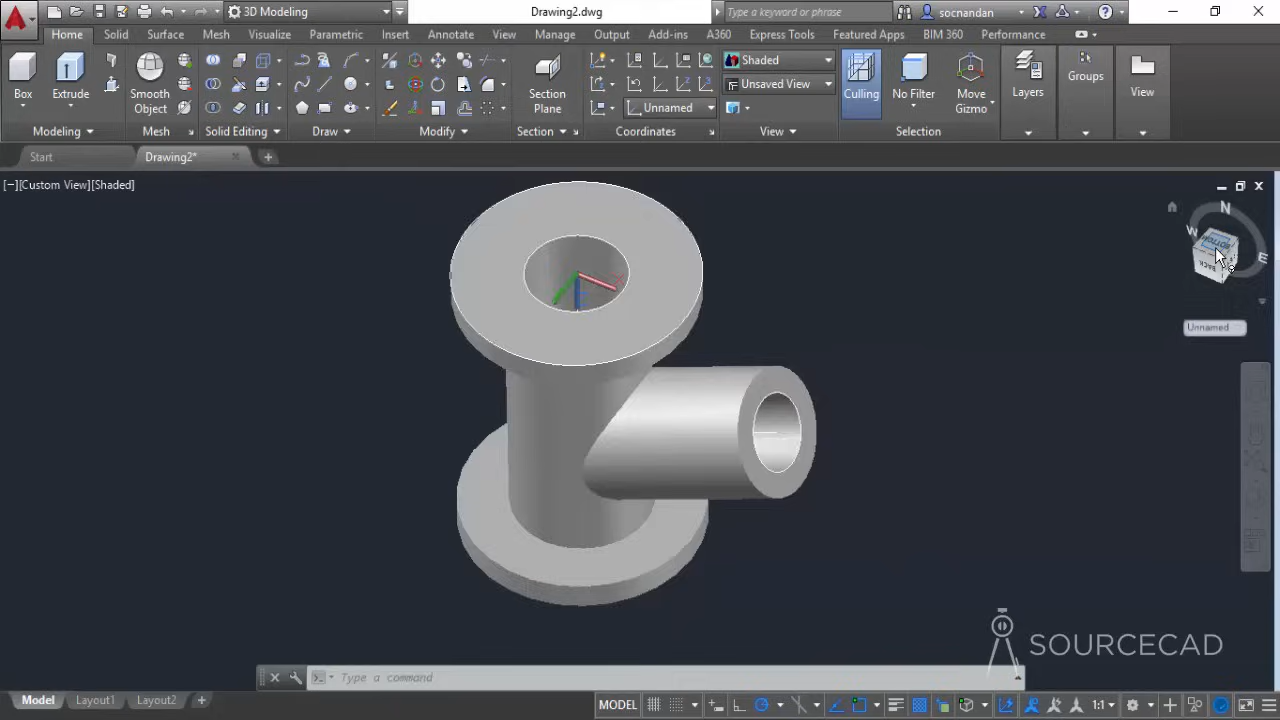 3D Modeling
Drawing2.dwg
Type a keyword or phrase
socnandan
Home Solid Surface Mesh Visualize Parametric Insert Annotate View Manage Output Add-ins A360 Express Tools Featured Apps BIM 360 Performance
Box
Extrude
Smooth
Object
Section
Plane
Unnamed
Shaded
Unsaved View
Culling
No Filter
Move
Gizmo
Layers
Groups
View
Modeling Mesh Solid Editing Draw Modify Section Coordinates View Selection
Start Drawing2*
[−][Custom View][Shaded]
N
W
E
BOTTOM
BACK
Unnamed
SOURCECAD
Type a command
Model Layout1 Layout2 MODEL 1:1